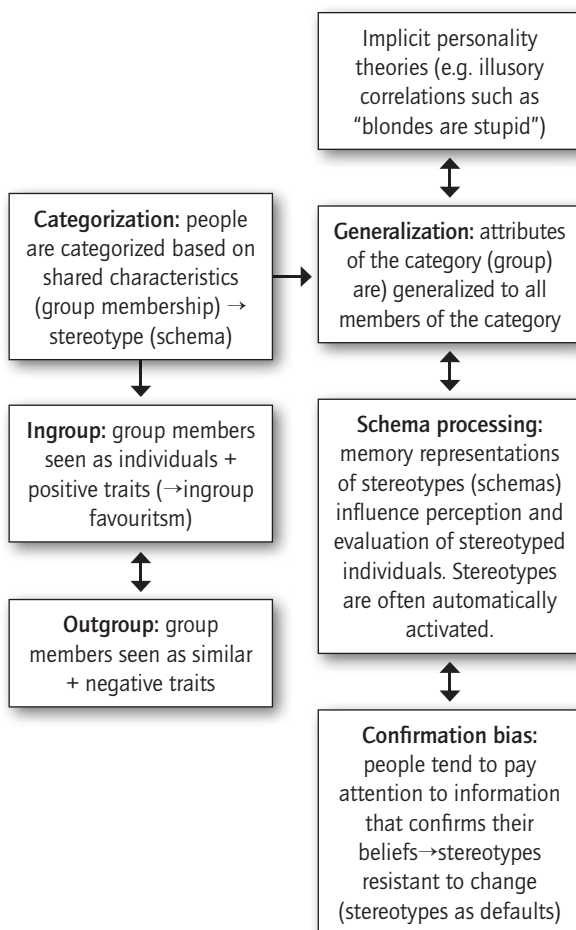 Implicit personality
theories (e.g. illusory
correlations such as
“blondes are stupid”)
Categorization: people
are categorized based on
shared characteristics
(group membership) →
stereotype (schema)
Generalization: attributes
of the category (group)
are) generalized to all
members of the category
Ingroup: group members
seen as individuals +
positive traits (→ingroup
favouritsm)
Outgroup: group
members seen as similar
+ negative traits
Schema processing:
memory representations
of stereotypes (schemas)
influence perception and
evaluation of stereotyped
individuals. Stereotypes
are often automatically
activated.
Confirmation bias:
people tend to pay
attention to information
that confirms their
beliefs→stereotypes
resistant to change
(stereotypes as defaults)